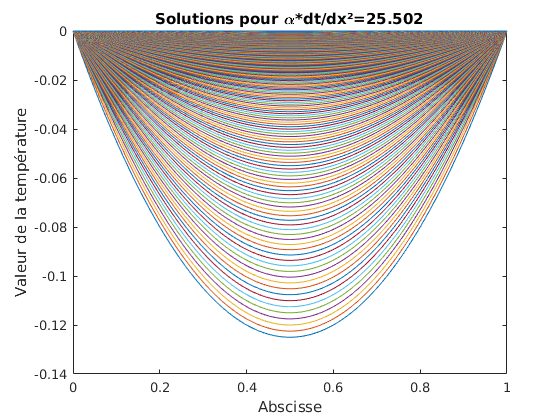 Solutions pour α*dt/dx²=25.502
Valeur de la température
0
-0.02
-0.04
-0.06
-0.08
-0.1
-0.12
-0.14
0 0.2 0.4 0.6 0.8 1
Abscisse